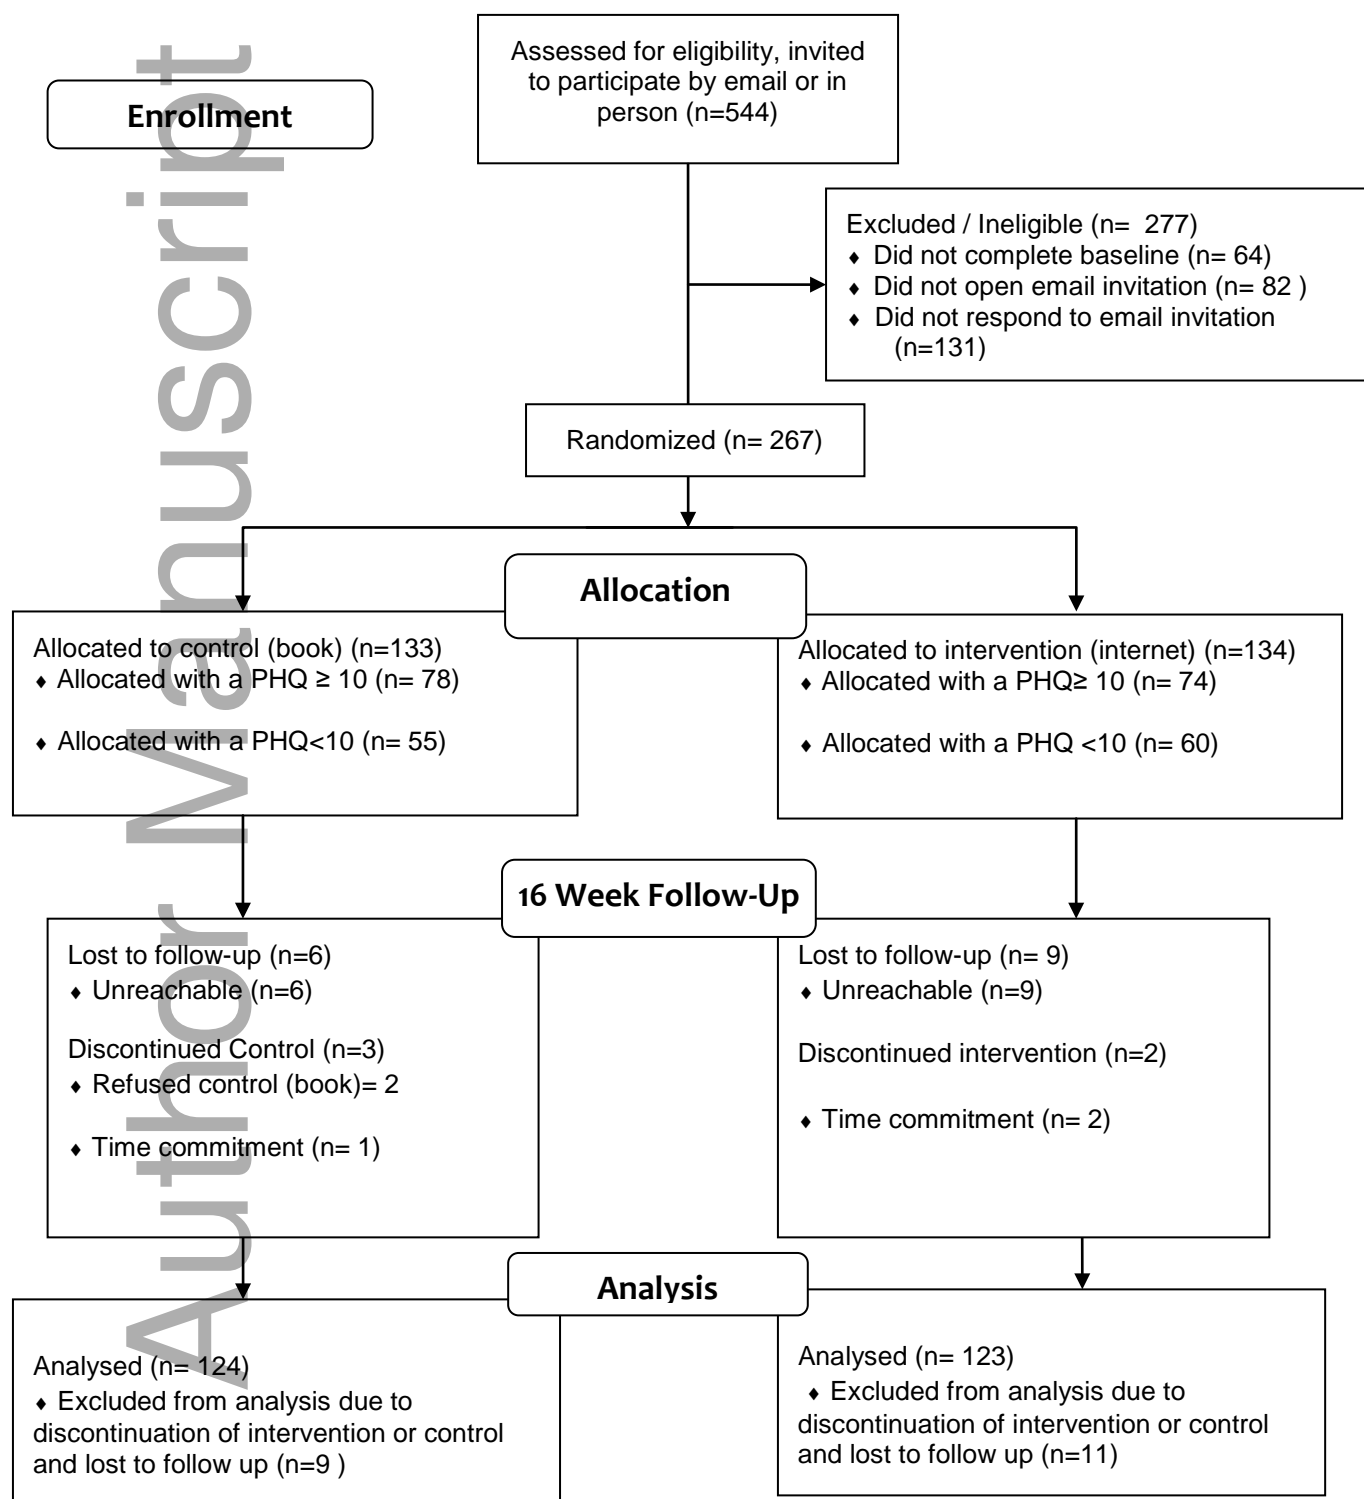 Author Manuscript
Enrollment
Assessed for eligibility, invited
to participate by email or in
person (n=544)
Excluded / Ineligible (n=  277)
♦ Did not complete baseline (n= 64)
♦ Did not open email invitation (n= 82 )
♦ Did not respond to email invitation
(n=131)
Randomized (n= 267)
Allocation
Allocated to control (book) (n=133)
♦ Allocated with a PHQ ≥ 10 (n= 78)
♦ Allocated with a PHQ<10 (n= 55)
Allocated to intervention (internet) (n=134)
♦ Allocated with a PHQ≥ 10 (n= 74)
♦ Allocated with a PHQ <10 (n= 60)
16 Week Follow-Up
Lost to follow-up (n=6)
♦ Unreachable (n=6)
Discontinued Control (n=3)
♦ Refused control (book)= 2
♦ Time commitment (n= 1)
Lost to follow-up (n= 9)
♦ Unreachable (n=9)
Discontinued intervention (n=2)
♦ Time commitment (n= 2)
Analysis
Analysed (n= 124)
♦ Excluded from analysis due to
discontinuation of intervention or control
and lost to follow up (n=9 )
Analysed (n= 123)
♦ Excluded from analysis due to
discontinuation of intervention or control
and lost to follow up (n=11)